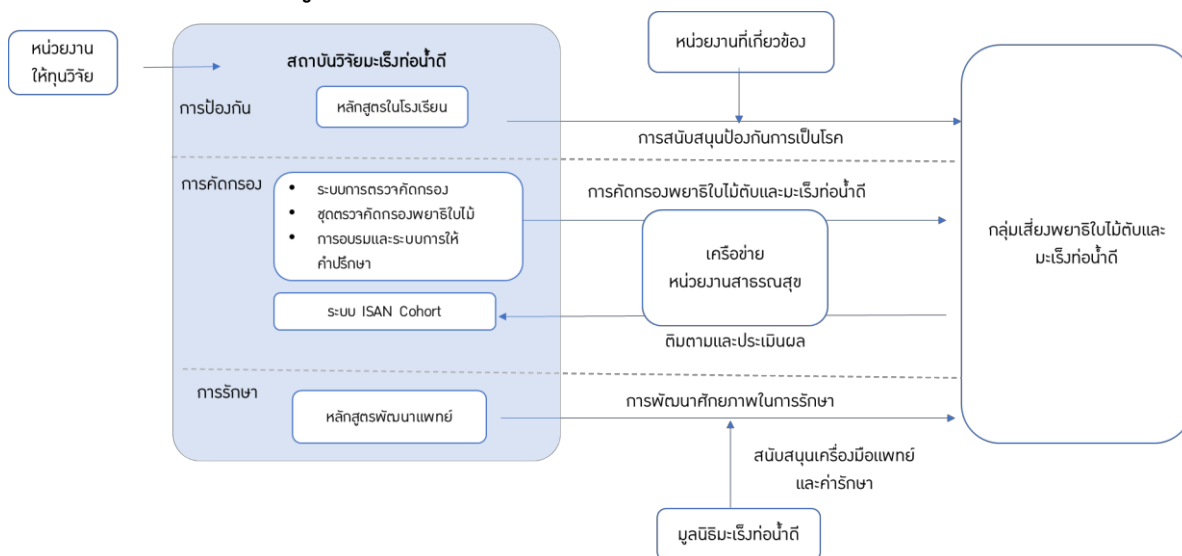 หน่วยงาน
ให้ทุนวิจัย
สถาบันวิจัยมะเร็งท่อน้ำดี
หน่วยงานที่เกี่ยวข้อง
การป้องกัน
หลักสูตรในโรงเรียน
การสนับสนุนป้องกันการเป็นโรค
การคัดกรอง
• ระบบการตรวจคัดกรอง
• ชุดตรวจคัดกรองพยาธิใบไม้
• การอบรมและระบบการให้
คำปรึกษา
การคัดกรองพยาธิใบไม้ตับและมะเร็งท่อน้ำดี
เครือข่าย
หน่วยงานสาธรณสุข
กลุ่มเสี่ยงพยาธิใบไม้ตับและ
มะเร็งท่อน้ำดี
ระบบ ISAN Cohort
ติมตามและประเมินผล
การรักษา
หลักสูตรพัฒนาแพทย์
การพัฒนาศักยภาพในการรักษา
สนับสนุนเครื่องมือแพทย์
และค่ารักษา
มูลนิธิมะเร็งท่อน้ำดี